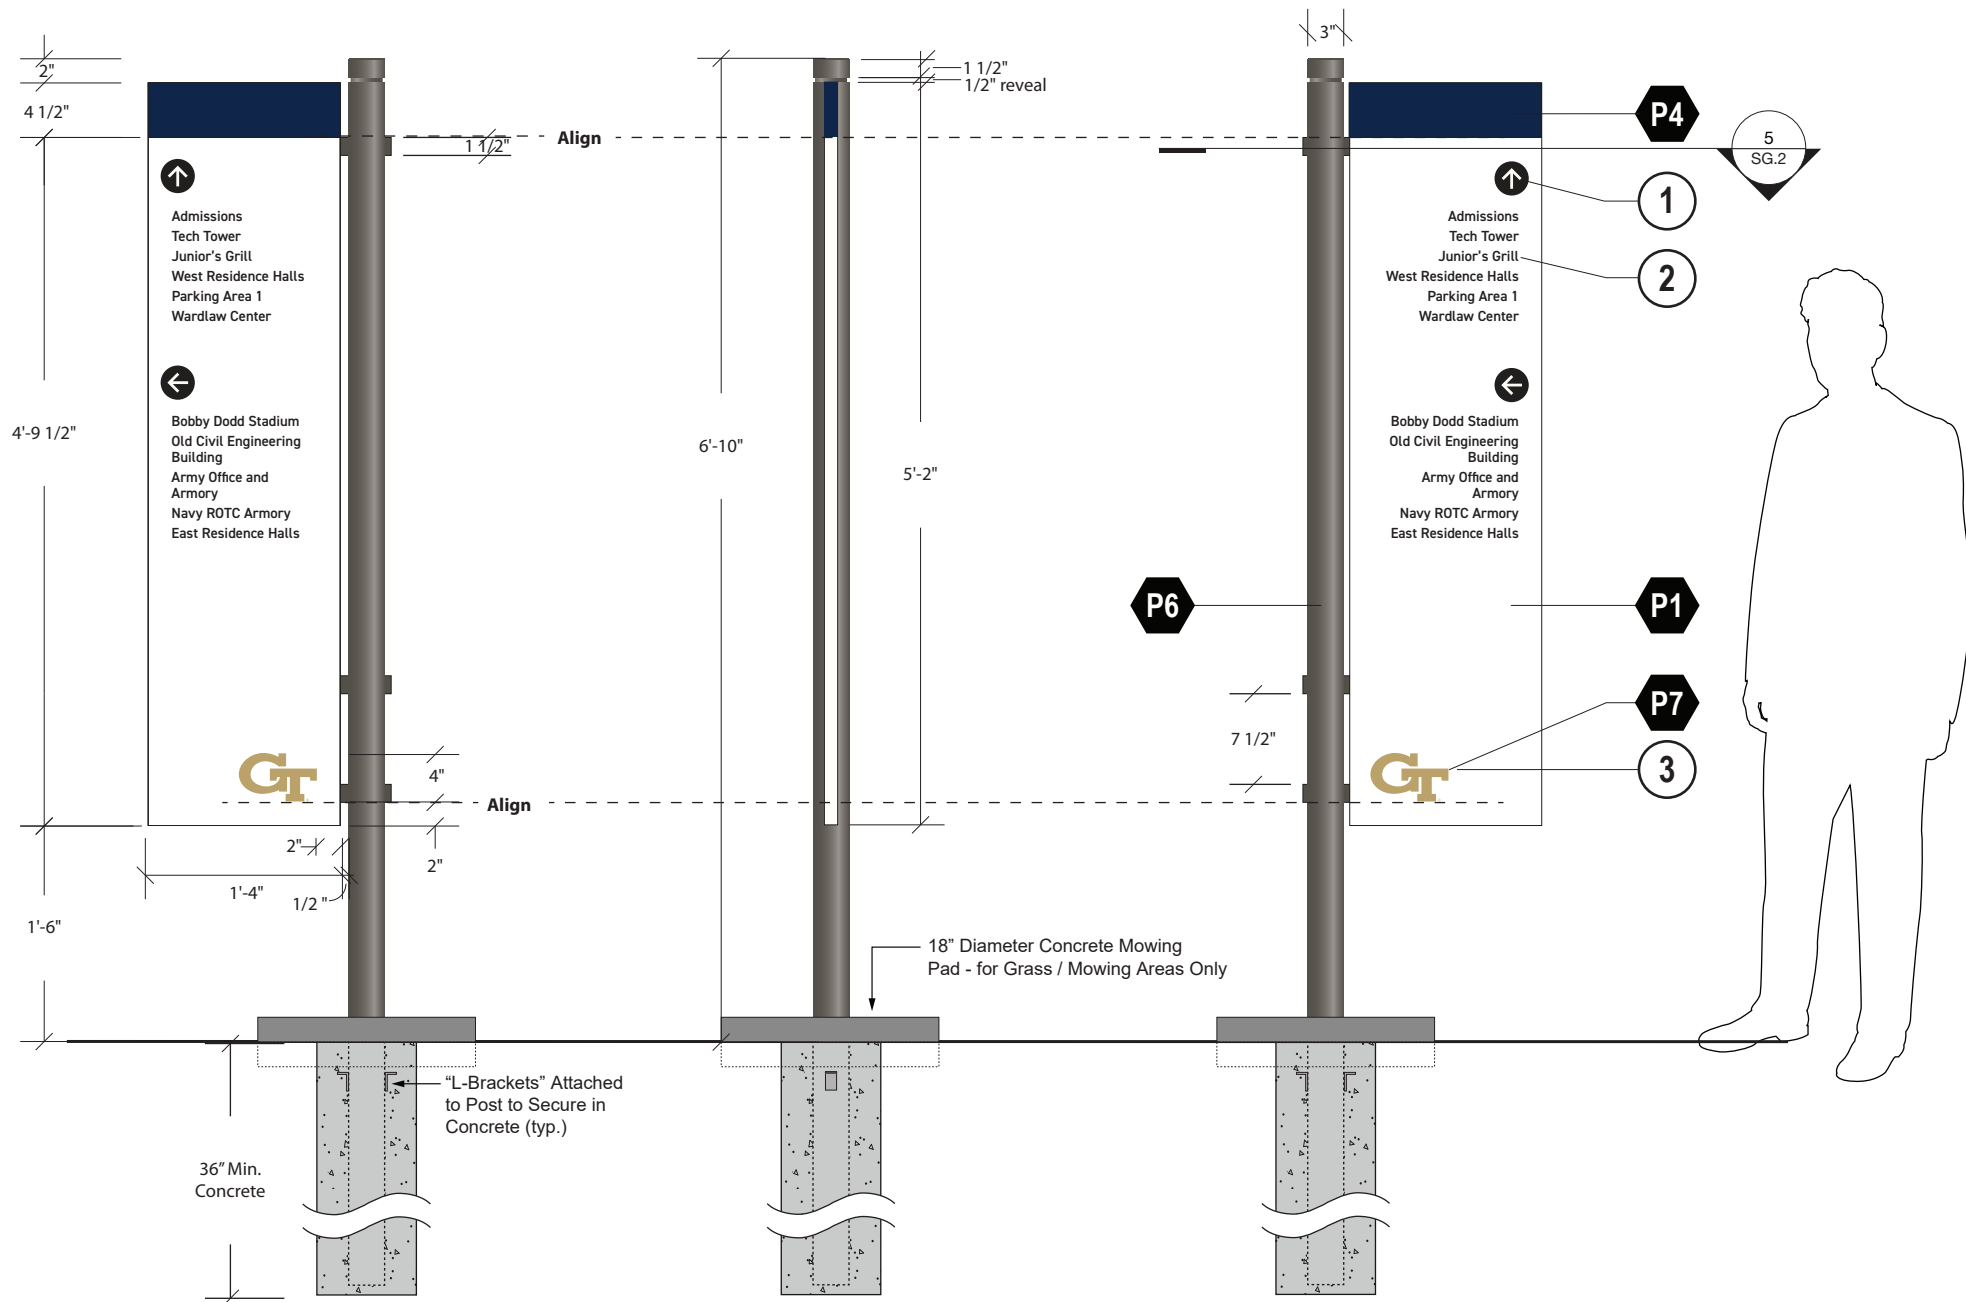 2"
4 1/2"
4'-9 1/2"
1'-6"
Admissions
Tech Tower
Junior's Grill
West Residence Halls
Parking Area 1
Wardlaw Center
Bobby Dodd Stadium
Old Civil Engineering
Building
Army Office and
Armory
Navy ROTC Armory
East Residence Halls
GT
1 1/2"
Align
4"
Align
2"
2"
1'-4"
1/2 "
36" Min.
Concrete
“L-Brackets” Attached
to Post to Secure in
Concrete (typ.)
6'-10"
1 1/2"
1/2" reveal
5'-2"
18” Diameter Concrete Mowing
Pad - for Grass / Mowing Areas Only
3"
Admissions
Tech Tower
Junior's Grill
West Residence Halls
Parking Area 1
Wardlaw Center
Bobby Dodd Stadium
Old Civil Engineering
Building
Army Office and
Armory
Navy ROTC Armory
East Residence Halls
GT
7 1/2"
P6
P4
5
SG.2
1
2
P1
P7
3